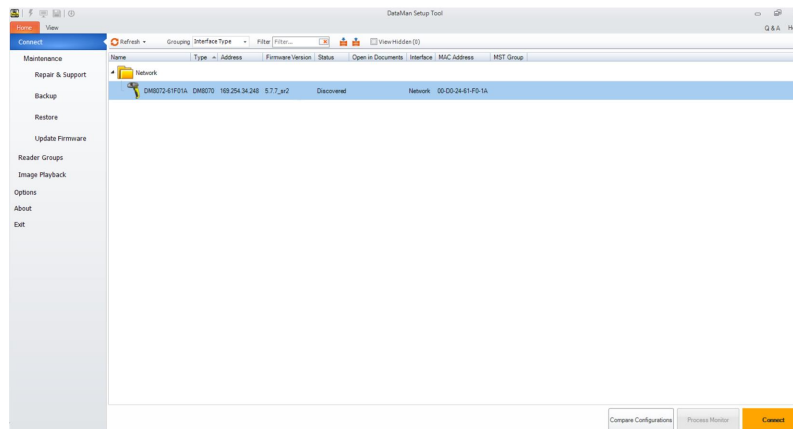 DataMan Setup Tool
Home View
Q & A
Connect
Refresh Grouping Interface Type Filter Filter... View Hidden (0)
Maintenance
Name Type Address Firmware Version Status Open in Documents Interface MAC Address MST Group
Repair & Support
Network
Backup
DM8072-61F01A DM8070 169.254.34.248 5.7.7_sr2 Discovered Network 00-D0-24-61-F0-1A
Restore
Update Firmware
Reader Groups
Image Playback
Options
About
Exit
Compare Configurations Process Monitor Connect